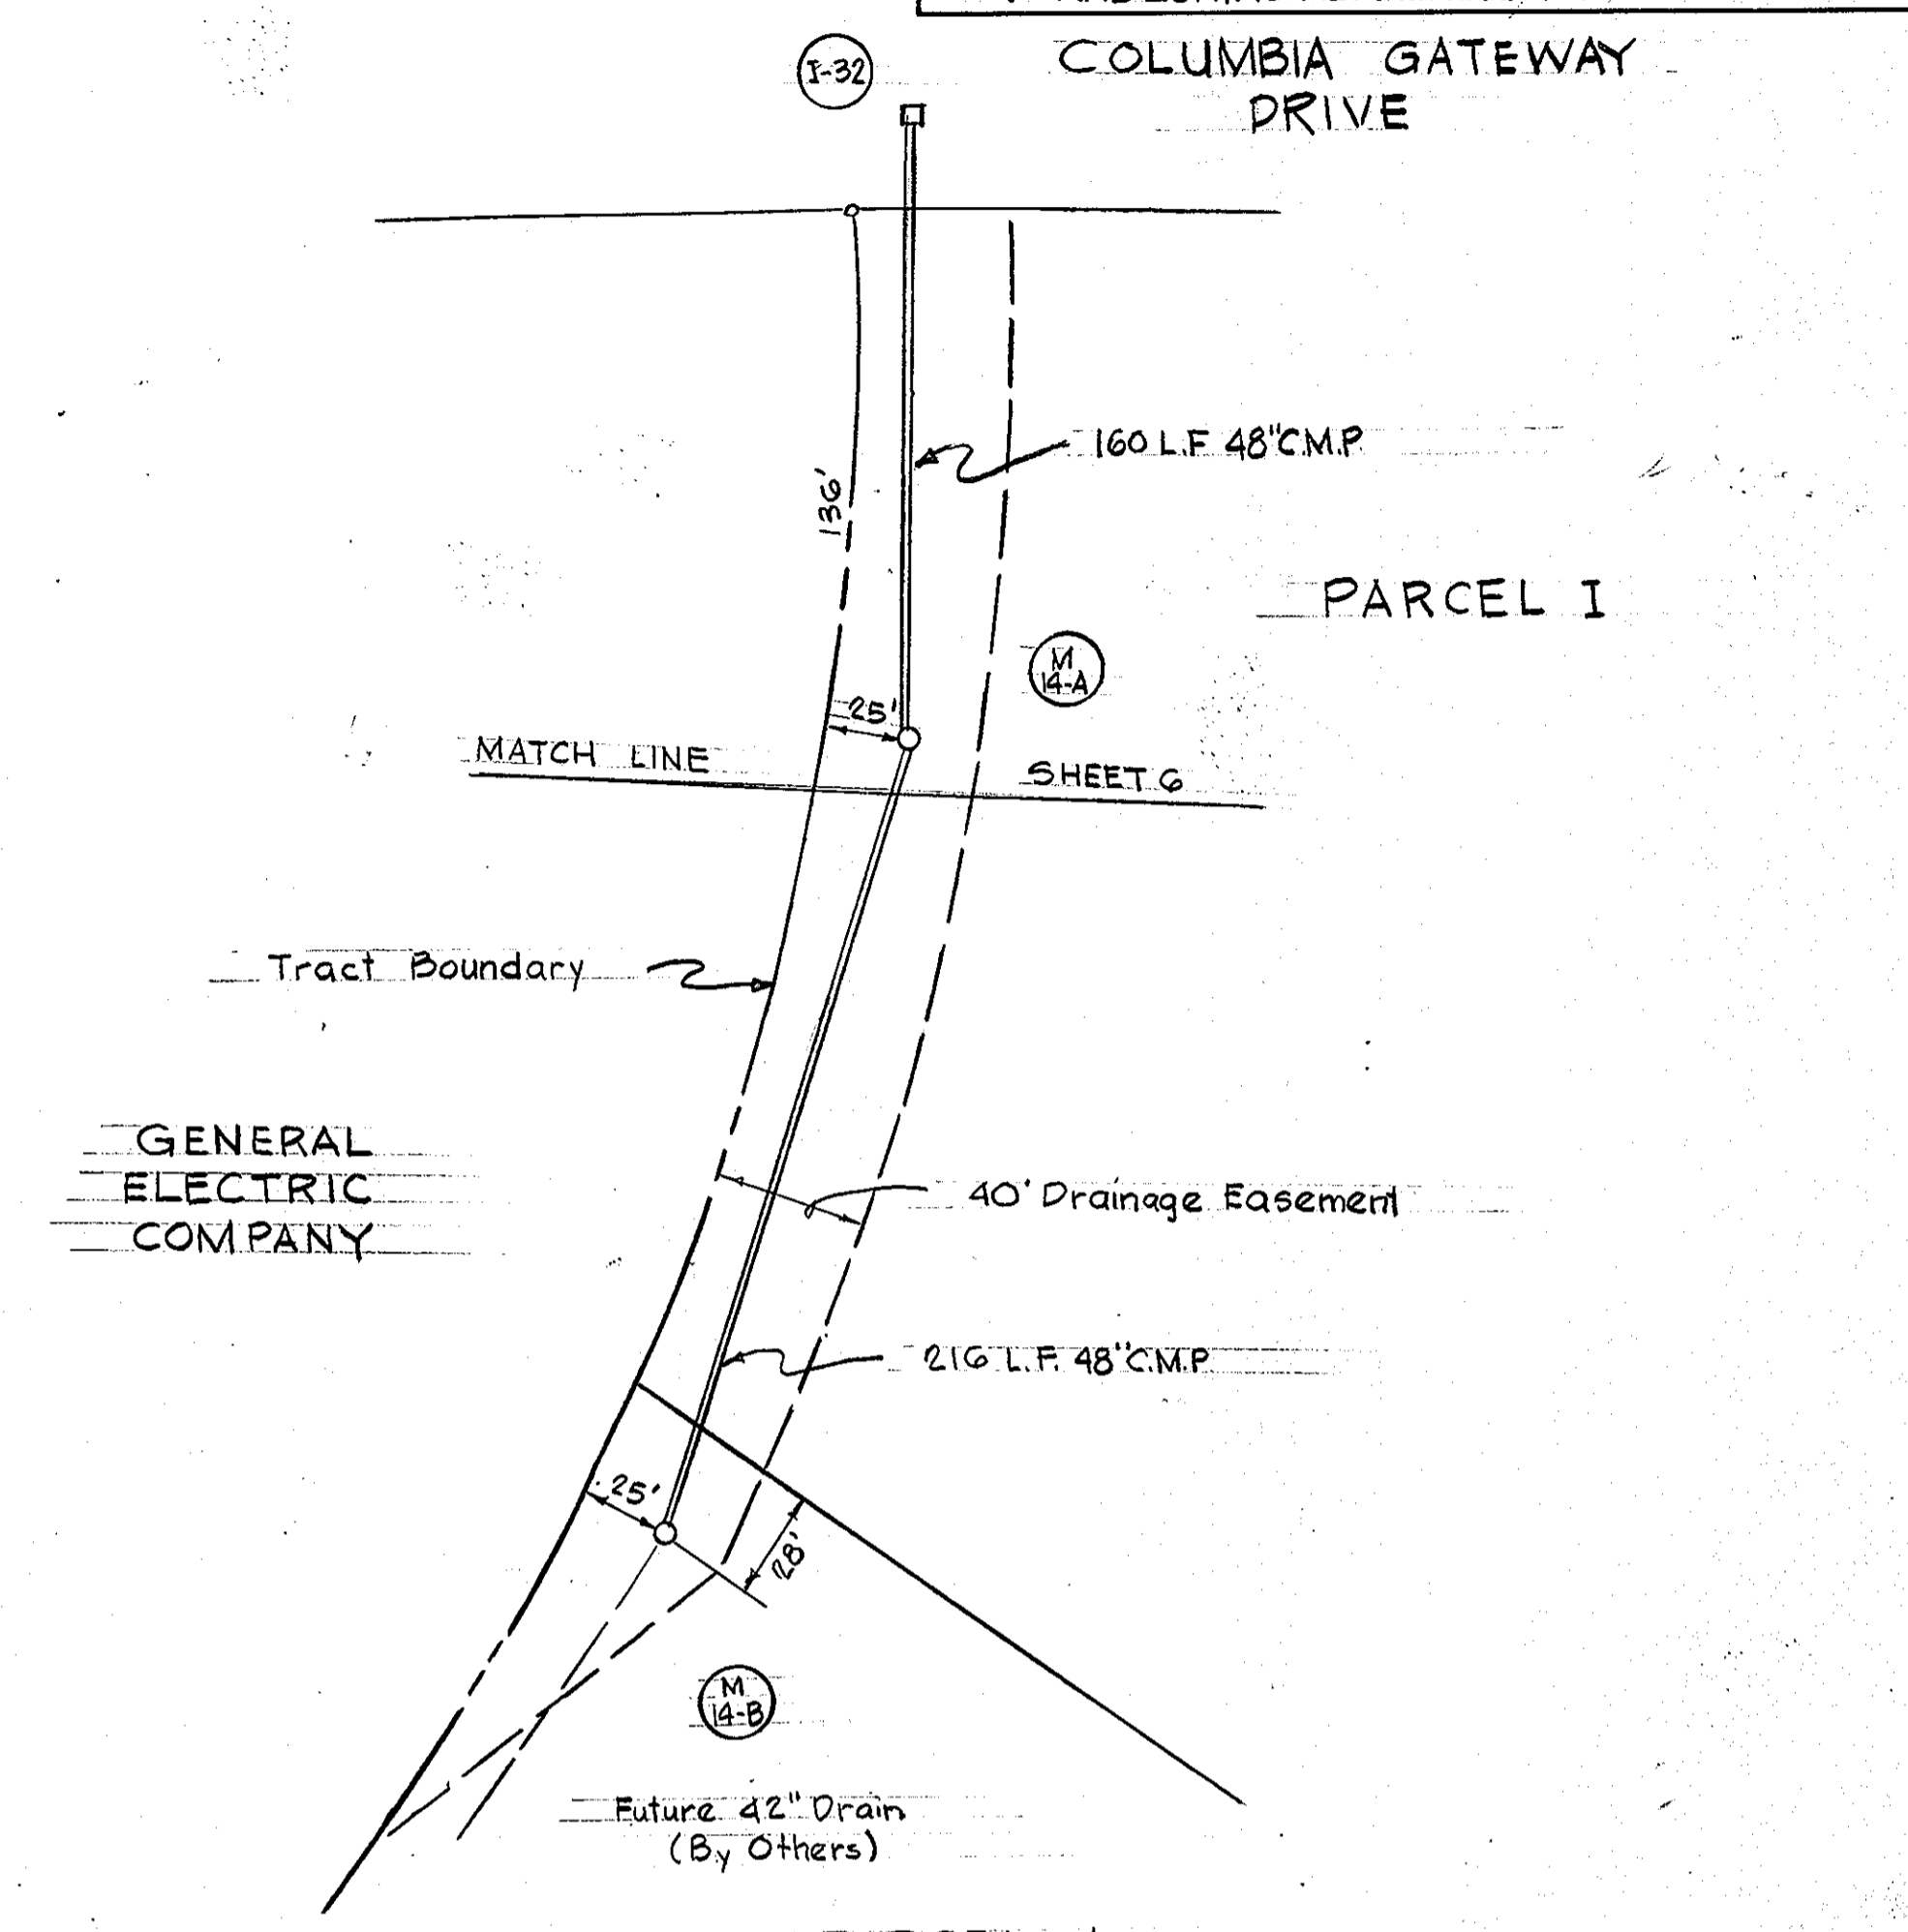 I-32
COLUMBIA GATEWAY
DRIVE
160 L.F 48"C.M.P.
136'
PARCEL I
M
14-A
25'
MATCH LINE
SHEET 6
Tract Boundary
GENERAL
ELECTRIC
COMPANY
40' Drainage Easement
216 L.F. 48"C.M.P.
25'
28'
M
14-B
Future 42" Drain
(By Others)